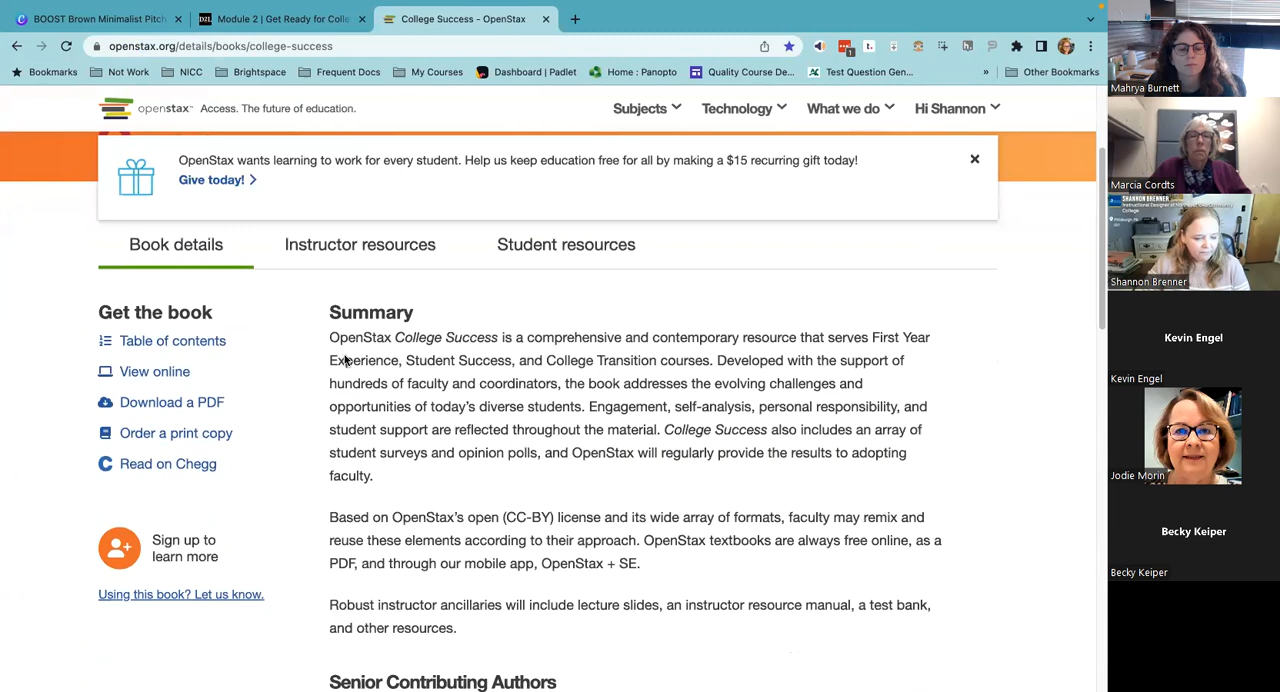 BOOST Brown Minimalist Pitch
D2L Module 2 | Get Ready for Colle
College Success - OpenStax
openstax.org/details/books/college-success
Bookmarks Not Work NICC Brightspace Frequent Docs My Courses Dashboard | Padlet Home : Panopto Quality Course De... Test Question Gen... » Other Bookmarks
openstax™ Access. The future of education.
Subjects Technology What we do Hi Shannon
OpenStax wants learning to work for every student. Help us keep education free for all by making a $15 recurring gift today!
Give today!
Book details Instructor resources Student resources
Get the book
Table of contents
View online
Download a PDF
Order a print copy
Read on Chegg
Sign up to
learn more
Using this book? Let us know.
Summary
OpenStax College Success is a comprehensive and contemporary resource that serves First Year
Experience, Student Success, and College Transition courses. Developed with the support of
hundreds of faculty and coordinators, the book addresses the evolving challenges and
opportunities of today's diverse students. Engagement, self-analysis, personal responsibility, and
student support are reflected throughout the material. College Success also includes an array of
student surveys and opinion polls, and OpenStax will regularly provide the results to adopting
faculty.
Based on OpenStax's open (CC-BY) license and its wide array of formats, faculty may remix and
reuse these elements according to their approach. OpenStax textbooks are always free online, as a
PDF, and through our mobile app, OpenStax + SE.
Robust instructor ancillaries will include lecture slides, an instructor resource manual, a test bank,
and other resources.
Senior Contributing Authors
Mahrya Burnett
Marcia Cordts
SHANNON BRENNER
Shannon Brenner
Kevin Engel
Kevin Engel
Jodie Morin
Becky Keiper
Becky Keiper